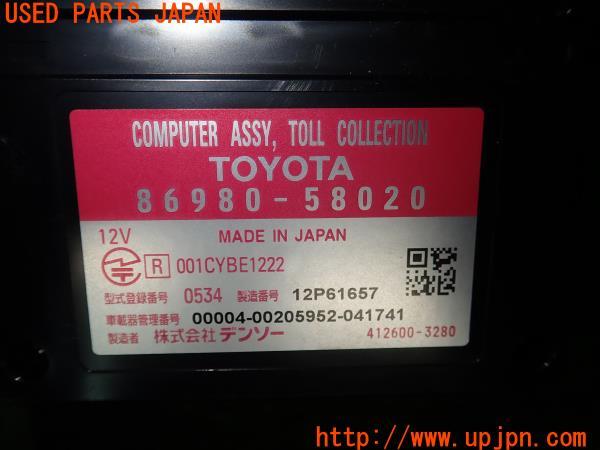 USED PARTS JAPAN
COMPUTER ASSY, TOLL COLLECTION
TOYOTA
86980-58020
12V
MADE IN JAPAN
R 001CYBE1222
型式登録番号 0534 製造番号 12P61657
車載器管理番号 00004-00205952-041741
製造者 株式会社デンソー 412600-3280
http://www.upjpn.com